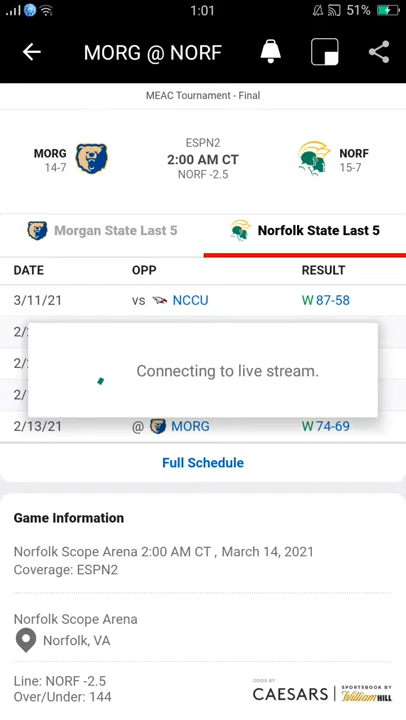 1:01
51%
MORG @ NORF
MEAC Tournament - Final
MORG
14-7
ESPN2
2:00 AM CT
NORF -2.5
NORF
15-7
Morgan State Last 5
Norfolk State Last 5
DATE OPP RESULT
3/11/21 vs NCCU W 87-58
2/
2/
2/
Connecting to live stream.
2/13/21 @ MORG W 74-69
Full Schedule
Game Information
Norfolk Scope Arena 2:00 AM CT , March 14, 2021
Coverage: ESPN2
Norfolk Scope Arena
Norfolk, VA
Line: NORF -2.5
Over/Under: 144
ODDS BY
CAESARS
SPORTSBOOK BY
William HILL